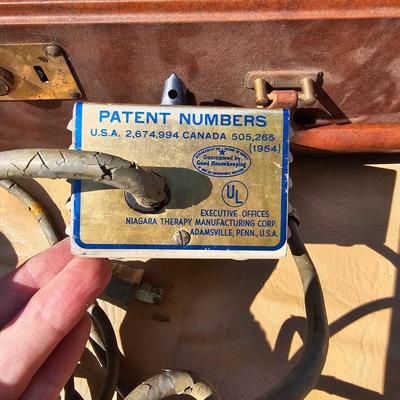 PATENT NUMBERS
U.S.A. 2,674,994 CANADA 505,265
(1954)
Guaranteed by
Good Housekeeping
UL
EXECUTIVE OFFICES
NIAGARA THERAPY MANUFACTURING CORP.
ADAMSVILLE, PENN., U.S.A.